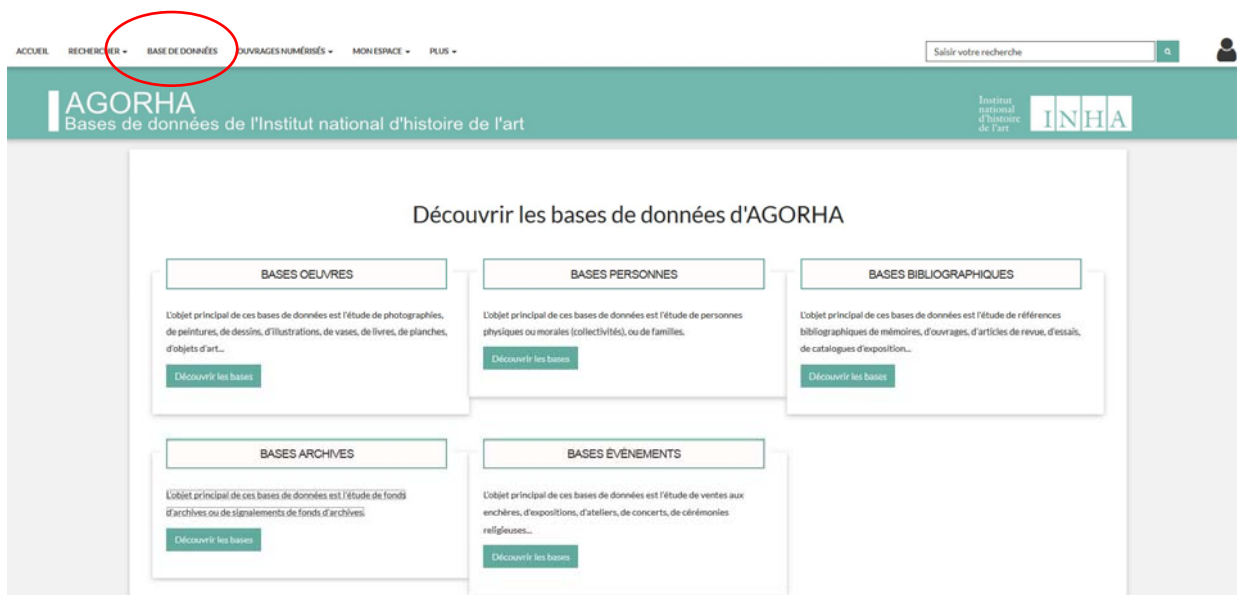 ACCUEIL RECHERCHER BASE DE DONNÉES OUVRAGES NUMÉRISÉS MON ESPACE PLUS
Saisir votre recherche
AGORHA
Bases de données de l'Institut national d'histoire de l'art
Institut
national
d'histoire
de l'art
INHA
Découvrir les bases de données d'AGORHA
BASES OEUVRES
L'objet principal de ces bases de données est l'étude de photographies,
de peintures, de dessins, d'illustrations, de vases, de livres, de planches,
d'objets d'art...
Découvrir les bases
BASES PERSONNES
L'objet principal de ces bases de données est l'étude de personnes
physiques ou morales (collectivités), ou de familles.
Découvrir les bases
BASES BIBLIOGRAPHIQUES
L'objet principal de ces bases de données est l'étude de références
bibliographiques de mémoires, d'ouvrages, d'articles de revue, d'essais,
de catalogues d'exposition...
Découvrir les bases
BASES ARCHIVES
L'objet principal de ces bases de données est l'étude de fonds
d'archives ou de signalements de fonds d'archives.
Découvrir les bases
BASES ÉVÈNEMENTS
L'objet principal de ces bases de données est l'étude de ventes aux
enchères, d'expositions, d'ateliers, de concerts, de cérémonies
religieuses...
Découvrir les bases